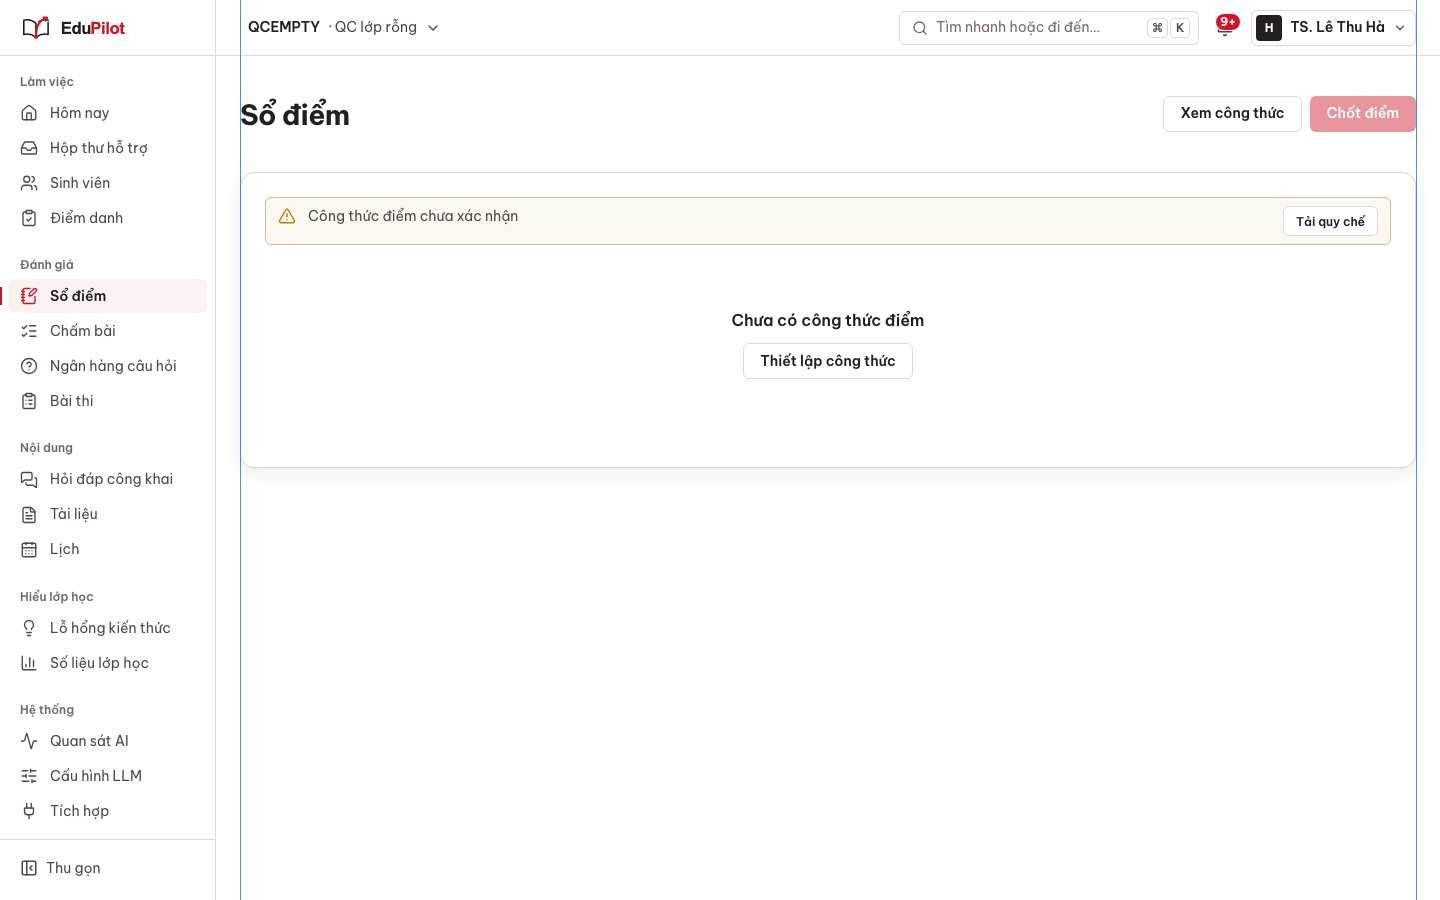 EduPilot
QCEMPTY · QC lớp rỗng
Tìm nhanh hoặc đi đến...
⌘ K
9+
H
TS. Lê Thu Hà
Làm việc
Hôm nay
Hộp thư hỗ trợ
Sinh viên
Điểm danh
Đánh giá
Sổ điểm
Chấm bài
Ngân hàng câu hỏi
Bài thi
Nội dung
Hỏi đáp công khai
Tài liệu
Lịch
Hiểu lớp học
Lỗ hổng kiến thức
Số liệu lớp học
Hệ thống
Quan sát AI
Cấu hình LLM
Tích hợp
Thu gọn
Sổ điểm
Xem công thức
Chốt điểm
Công thức điểm chưa xác nhận
Tải quy chế
Chưa có công thức điểm
Thiết lập công thức